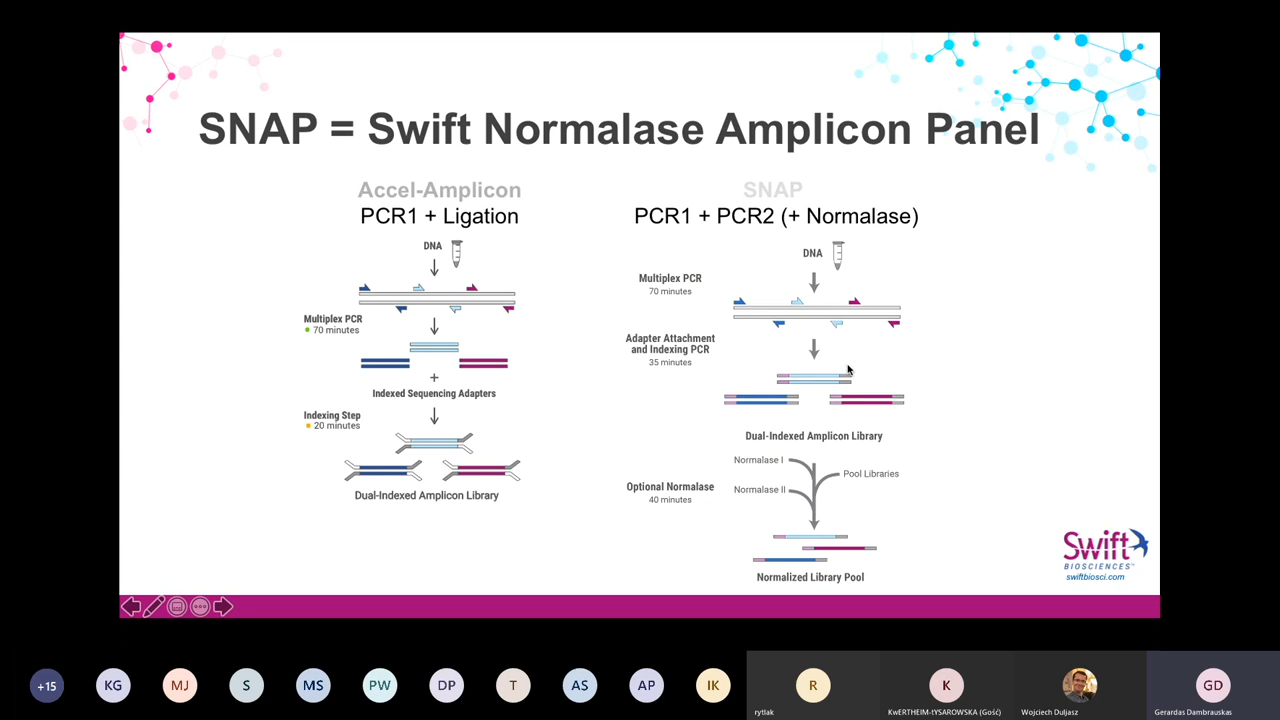 SNAP = Swift Normalase Amplicon Panel
Accel-Amplicon
PCR1 + Ligation
DNA
Multiplex PCR
70 minutes
+
Indexed Sequencing Adapters
Indexing Step
20 minutes
Dual-Indexed Amplicon Library
SNAP
PCR1 + PCR2 (+ Normalase)
DNA
Multiplex PCR
70 minutes
Adapter Attachment
and Indexing PCR
35 minutes
Dual-Indexed Amplicon Library
Normalase I
Pool Libraries
Optional Normalase
40 minutes
Normalase II
Normalized Library Pool
Swift
BIOSCIENCES™
swiftbiosci.com
+15
KG
MJ
S
MS
PW
DP
T
AS
AP
IK
R
rytlak
K
KwERTHEIM-tYSAROWSKA (Gość)
Wojciech Duljasz
GD
Gerardas Dambrauskas